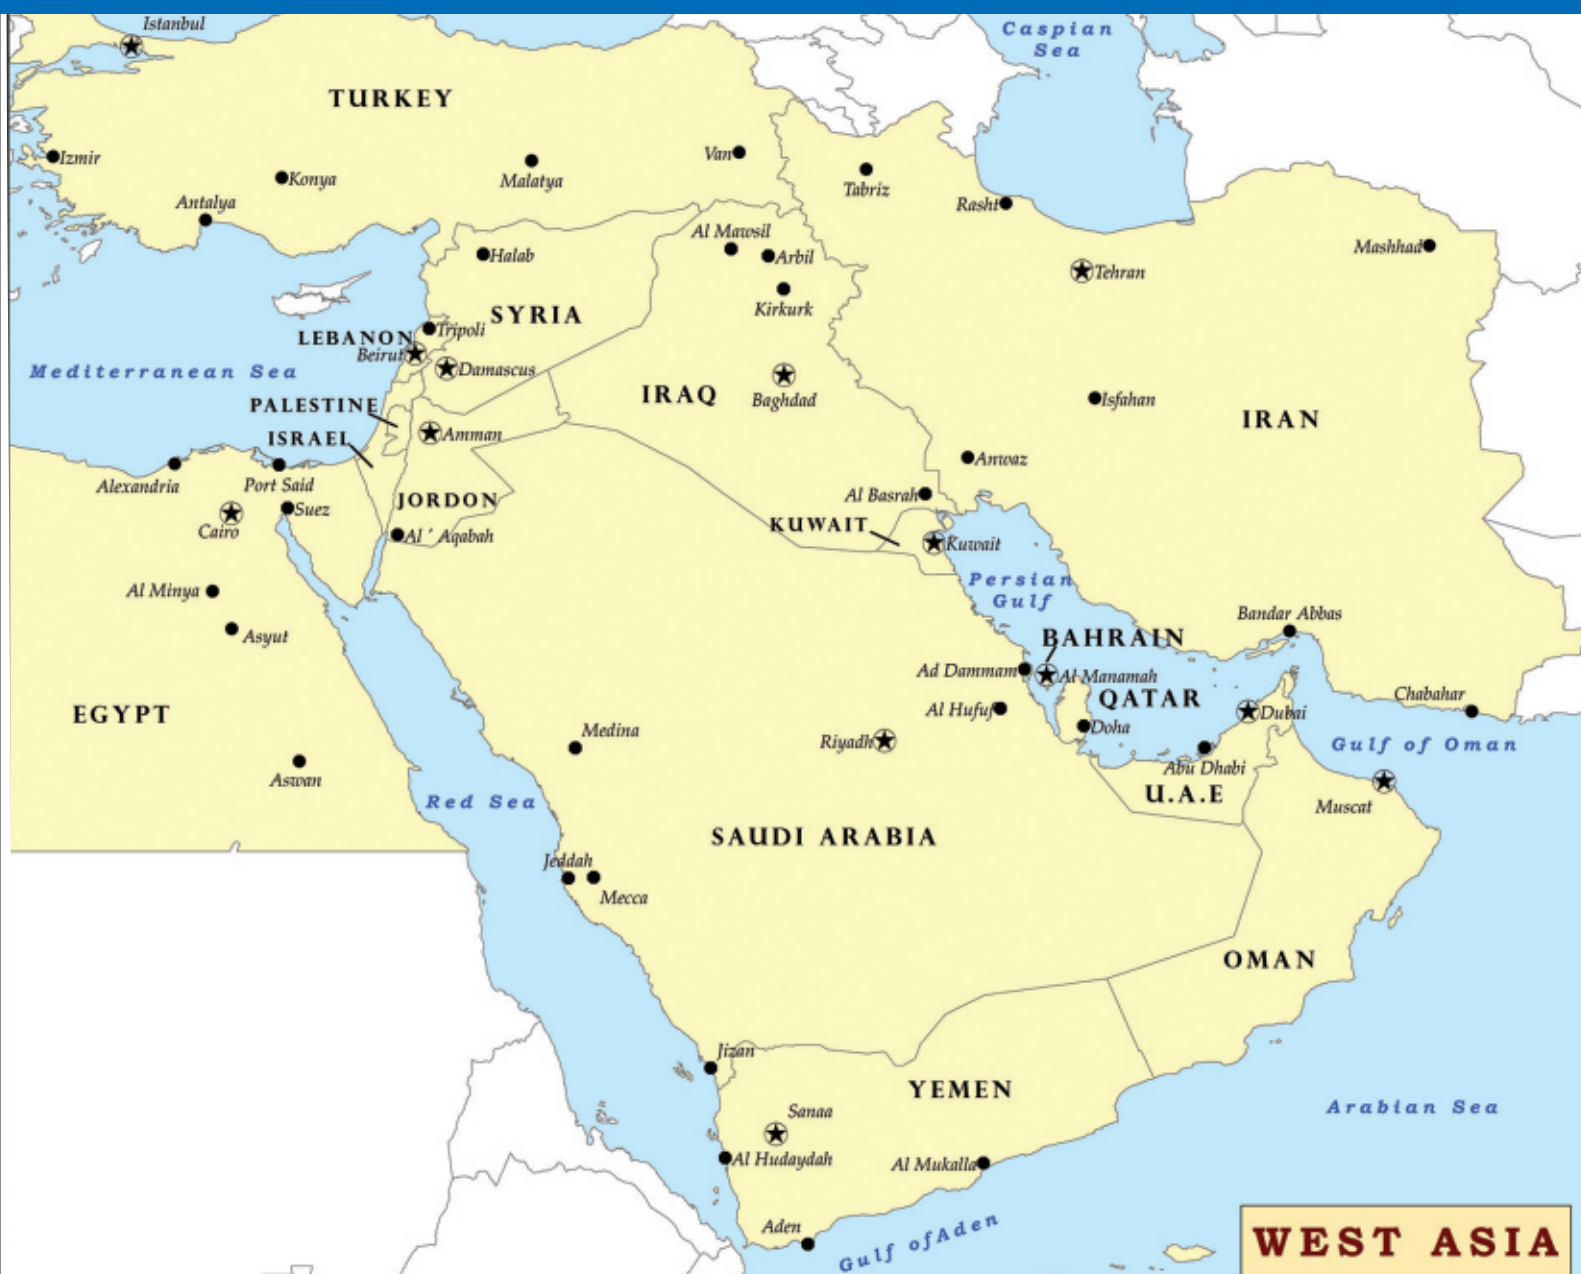 Istanbul
Caspian
Sea
TURKEY
Izmir
Konya
Malatya
Van
Tabriz
Antalya
Rasht
Al Mawsil
Mashhad
Halab
Arbil
Tehran
Kirkurk
SYRIA
LEBANON
Tripoli
Beirut
Mediterranean Sea
Damascus
IRAQ
Baghdad
Isfahan
PALESTINE
IRAN
ISRAEL
Amman
Anwaz
Alexandria
Port Said
JORDON
Al Basrah
Suez
Cairo
Al ' Aqabah
KUWAIT
Kuwait
Persian
Gulf
Al Minya
Asyut
Bandar Abbas
BAHRAIN
Ad Dammam
Al Manamah
EGYPT
Al Hufuf
QATAR
Chabahar
Medina
Riyadh
Doha
Dubai
Gulf of Oman
Aswan
Abu Dhabi
Red Sea
U.A.E
Muscat
SAUDI ARABIA
Jeddah
Mecca
OMAN
Jizan
YEMEN
Sanaa
Arabian Sea
Al Hudaydah
Al Mukalla
Aden
Gulf of Aden
WEST ASIA